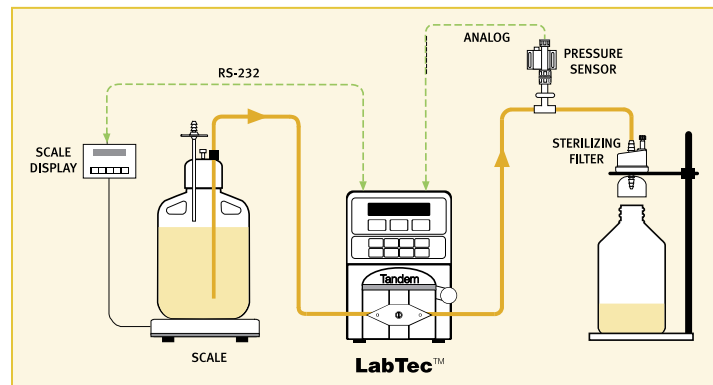 ANALOG
PRESSURE
SENSOR
RS-232
SCALE
DISPLAY
STERILIZING
FILTER
Tandem
SCALE
LabTec™